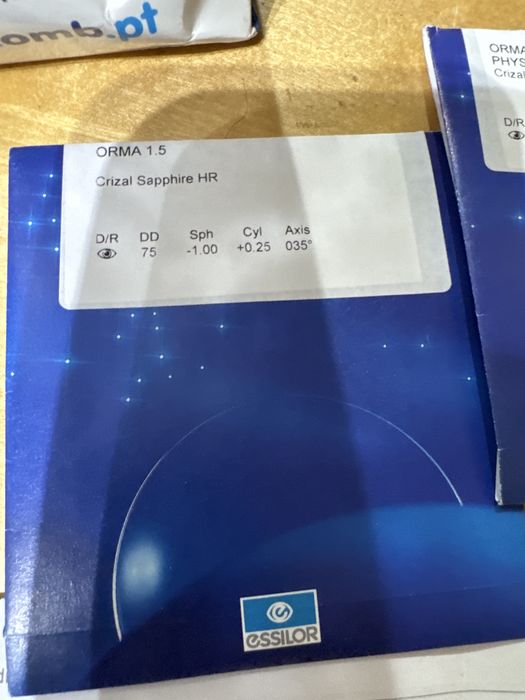 omb.pt
ORMA 1.5
Crizal Sapphire HR
D/R DD Sph Cyl Axis
75 -1.00 +0.25 035°
essilor
ORMA
PHYS
Crizal
D/R